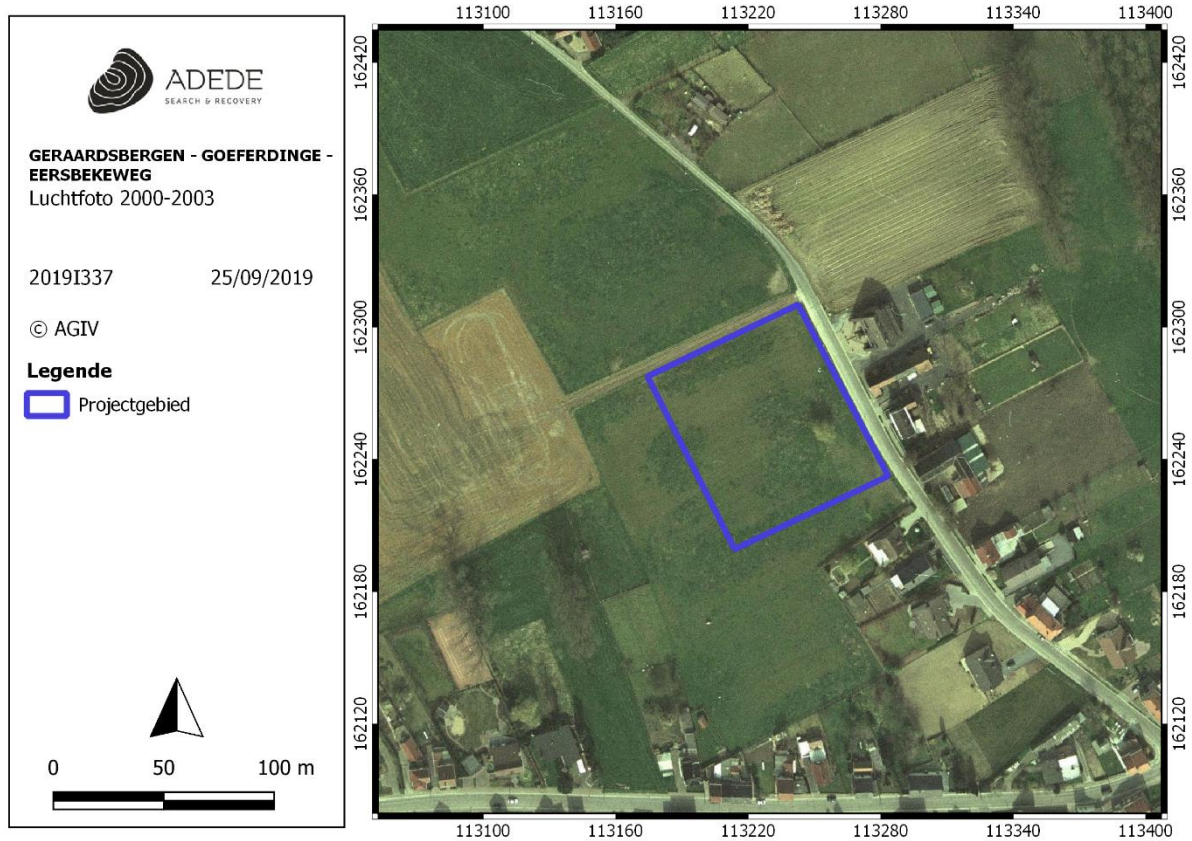 ADEDE
SEARCH & RECOVERY
GERAARDSBERGEN - GOEFERDINGE -
EERSBEKEWEG
Luchtfoto 2000-2003
2019I337 25/09/2019
© AGIV
Legende
Projectgebied
0 50 100 m
113100 113160 113220 113280 113340 113400
162420
162360
162300
162240
162180
162120
162420
162360
162300
162240
162180
162120
113100 113160 113220 113280 113340 113400